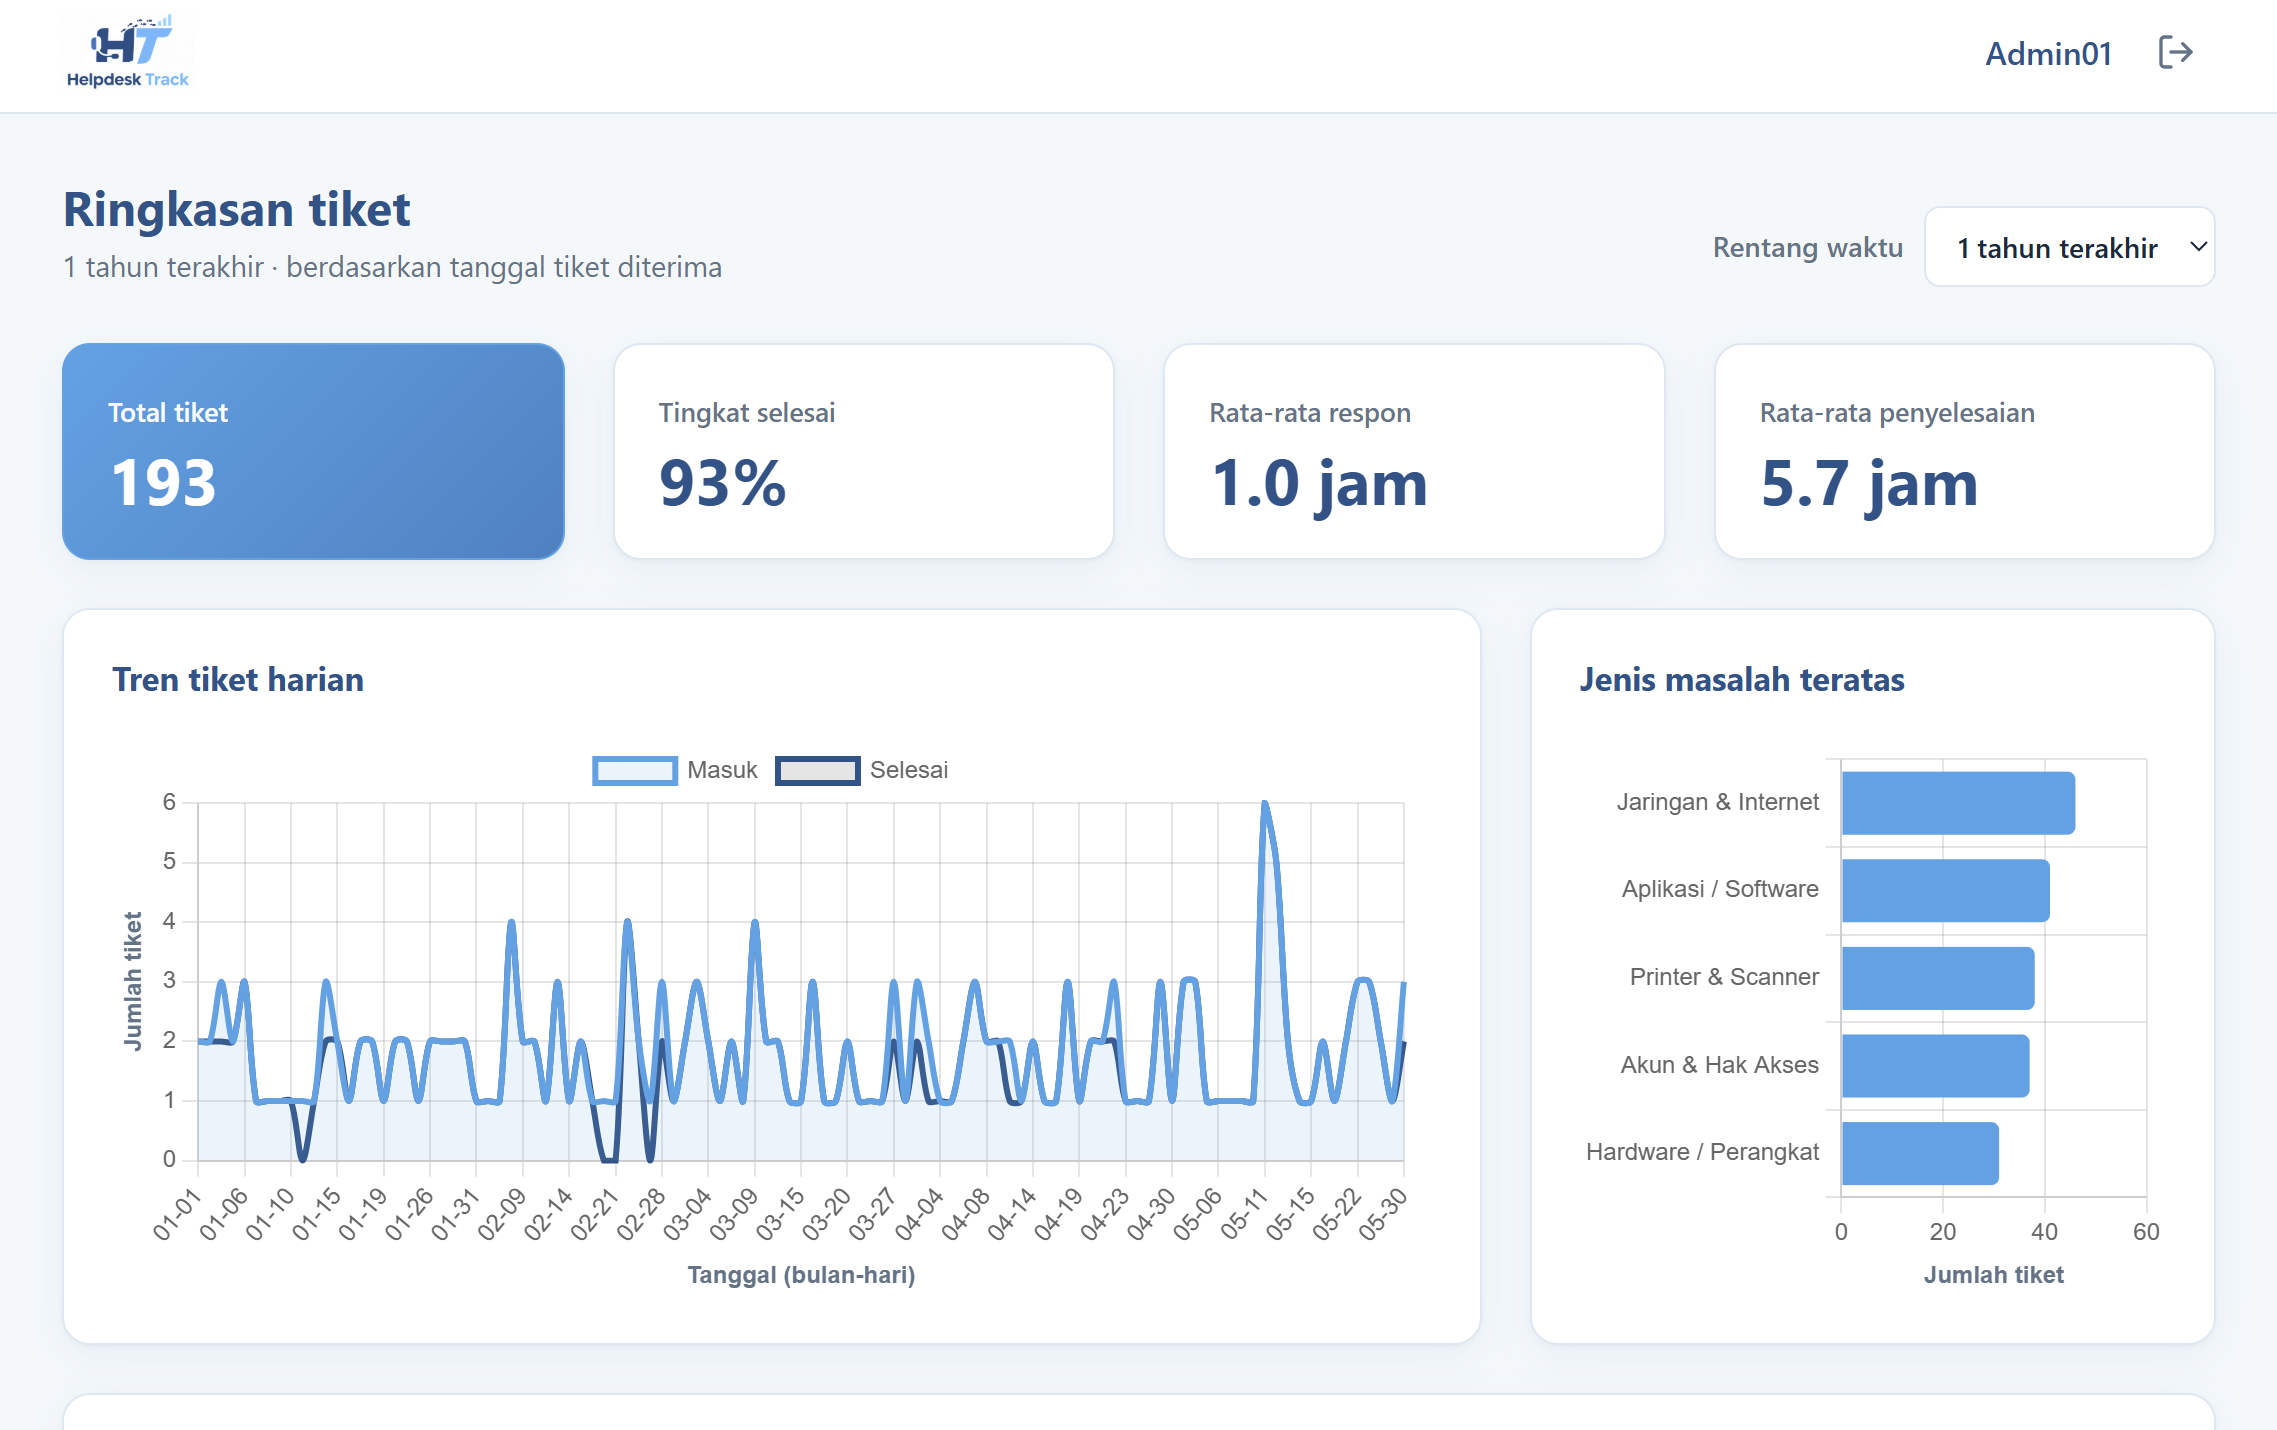 HT
Helpdesk Track
Admin01
Ringkasan tiket
1 tahun terakhir · berdasarkan tanggal tiket diterima
Rentang waktu
1 tahun terakhir
Total tiket
193
Tingkat selesai
93%
Rata-rata respon
1.0 jam
Rata-rata penyelesaian
5.7 jam
Tren tiket harian
Masuk
Selesai
Jumlah tiket
6
5
4
3
2
1
0
01-01
01-06
01-10
01-15
01-19
01-26
01-31
02-09
02-14
02-21
02-28
03-04
03-09
03-15
03-20
03-27
04-04
04-08
04-14
04-19
04-23
04-30
05-06
05-11
05-15
05-22
05-30
Tanggal (bulan-hari)
Jenis masalah teratas
Jaringan & Internet
Aplikasi / Software
Printer & Scanner
Akun & Hak Akses
Hardware / Perangkat
0
20
40
60
Jumlah tiket